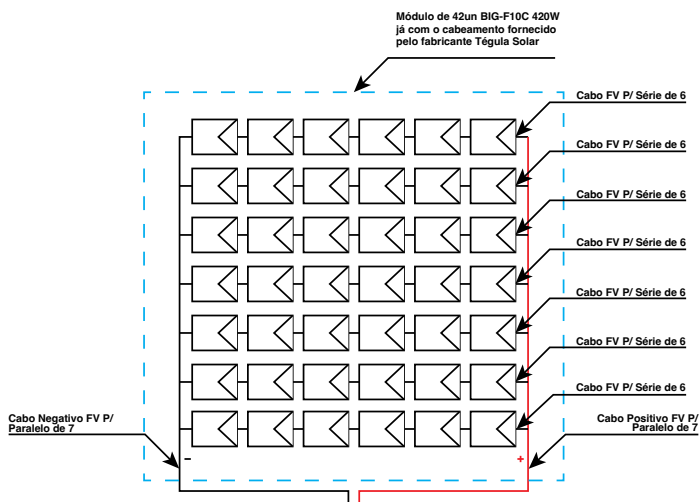 Módulo de 42un BIG-F10C 420W
já com o cabeamento fornecido
pelo fabricante Tégula Solar
Cabo FV P/ Série de 6
Cabo FV P/ Série de 6
Cabo FV P/ Série de 6
Cabo FV P/ Série de 6
Cabo FV P/ Série de 6
Cabo FV P/ Série de 6
Cabo FV P/ Série de 6
Cabo Negativo FV P/
Paralelo de 7
Cabo Positivo FV P/
Paralelo de 7
-
+